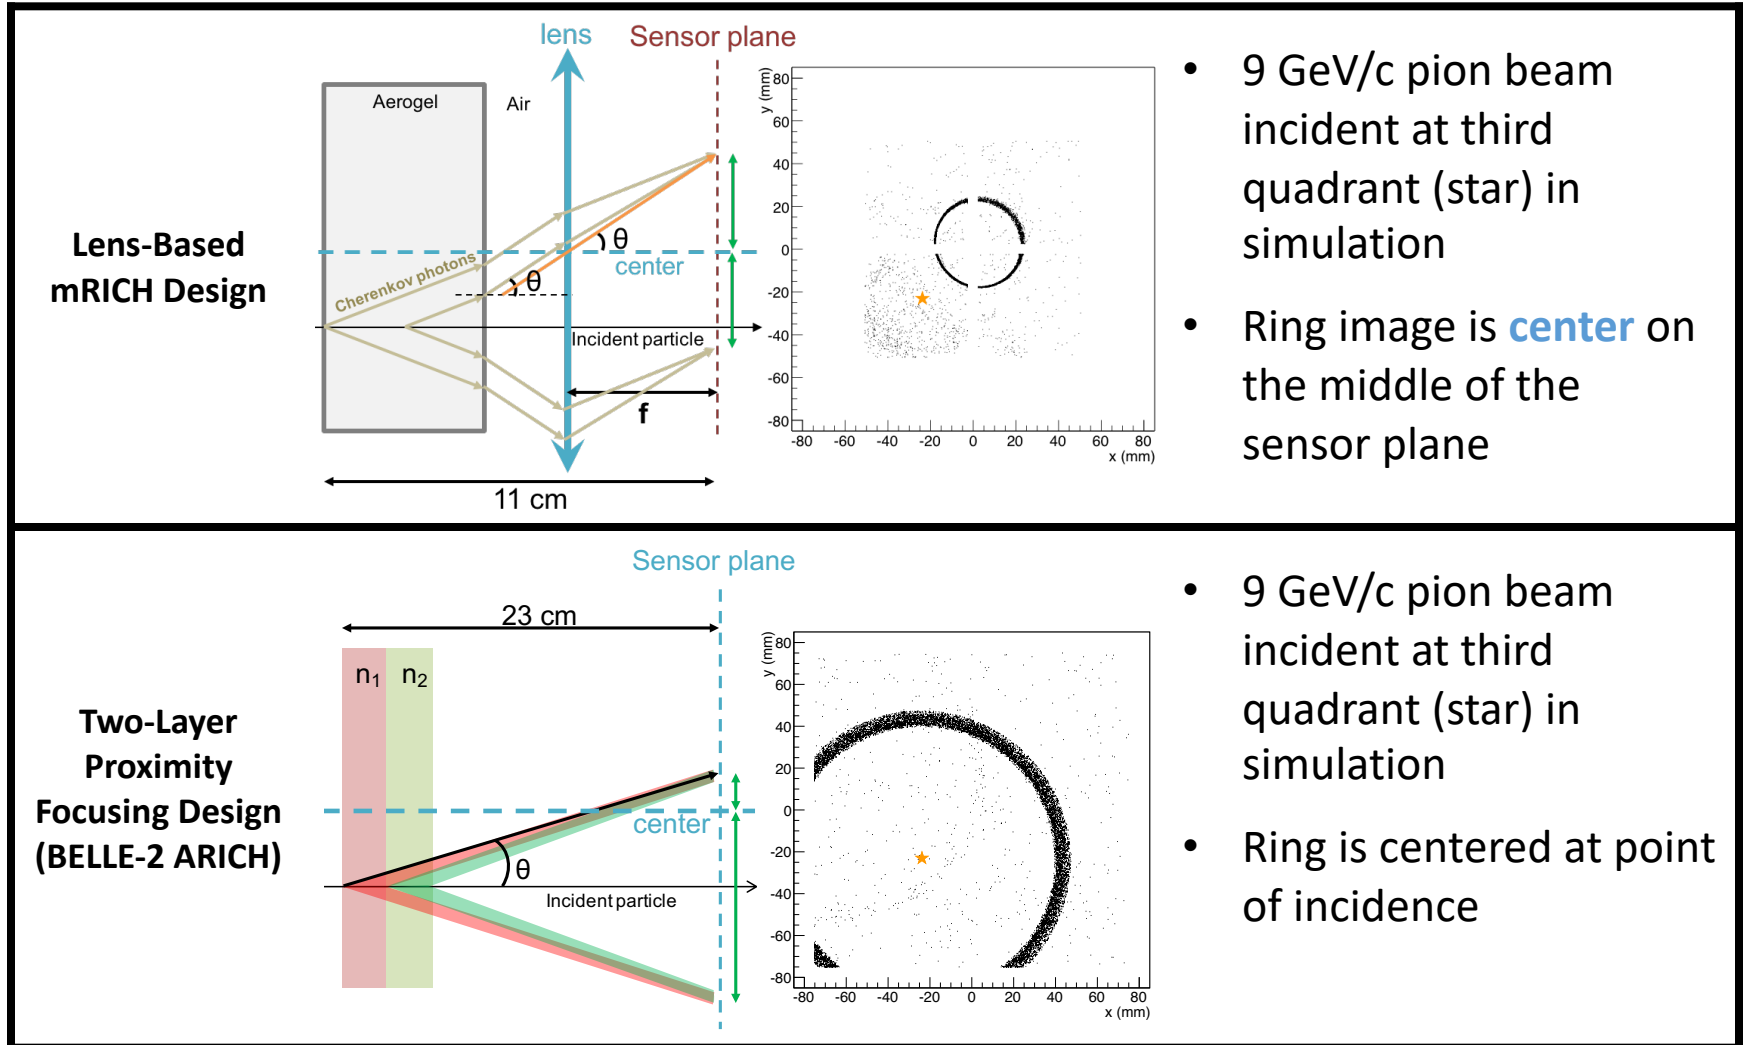 Lens-Based
mRICH Design
lens
Sensor plane
Aerogel
Air
θ
center
θ
Cherenkov photons
Incident particle
f
11 cm
y (mm)
80
60
40
20
0
-20
-40
-60
-80
-80 -60 -40 -20 0 20 40 60 80
x (mm)
• 9 GeV/c pion beam
incident at third
quadrant (star) in
simulation
• Ring image is center on
the middle of the
sensor plane
Two-Layer
Proximity
Focusing Design
(BELLE-2 ARICH)
Sensor plane
23 cm
n1 n2
center
θ
Incident particle
y (mm)
80
60
40
20
0
-20
-40
-60
-80
-80 -60 -40 -20 0 20 40 60 80
x (mm)
• 9 GeV/c pion beam
incident at third
quadrant (star) in
simulation
• Ring is centered at point
of incidence